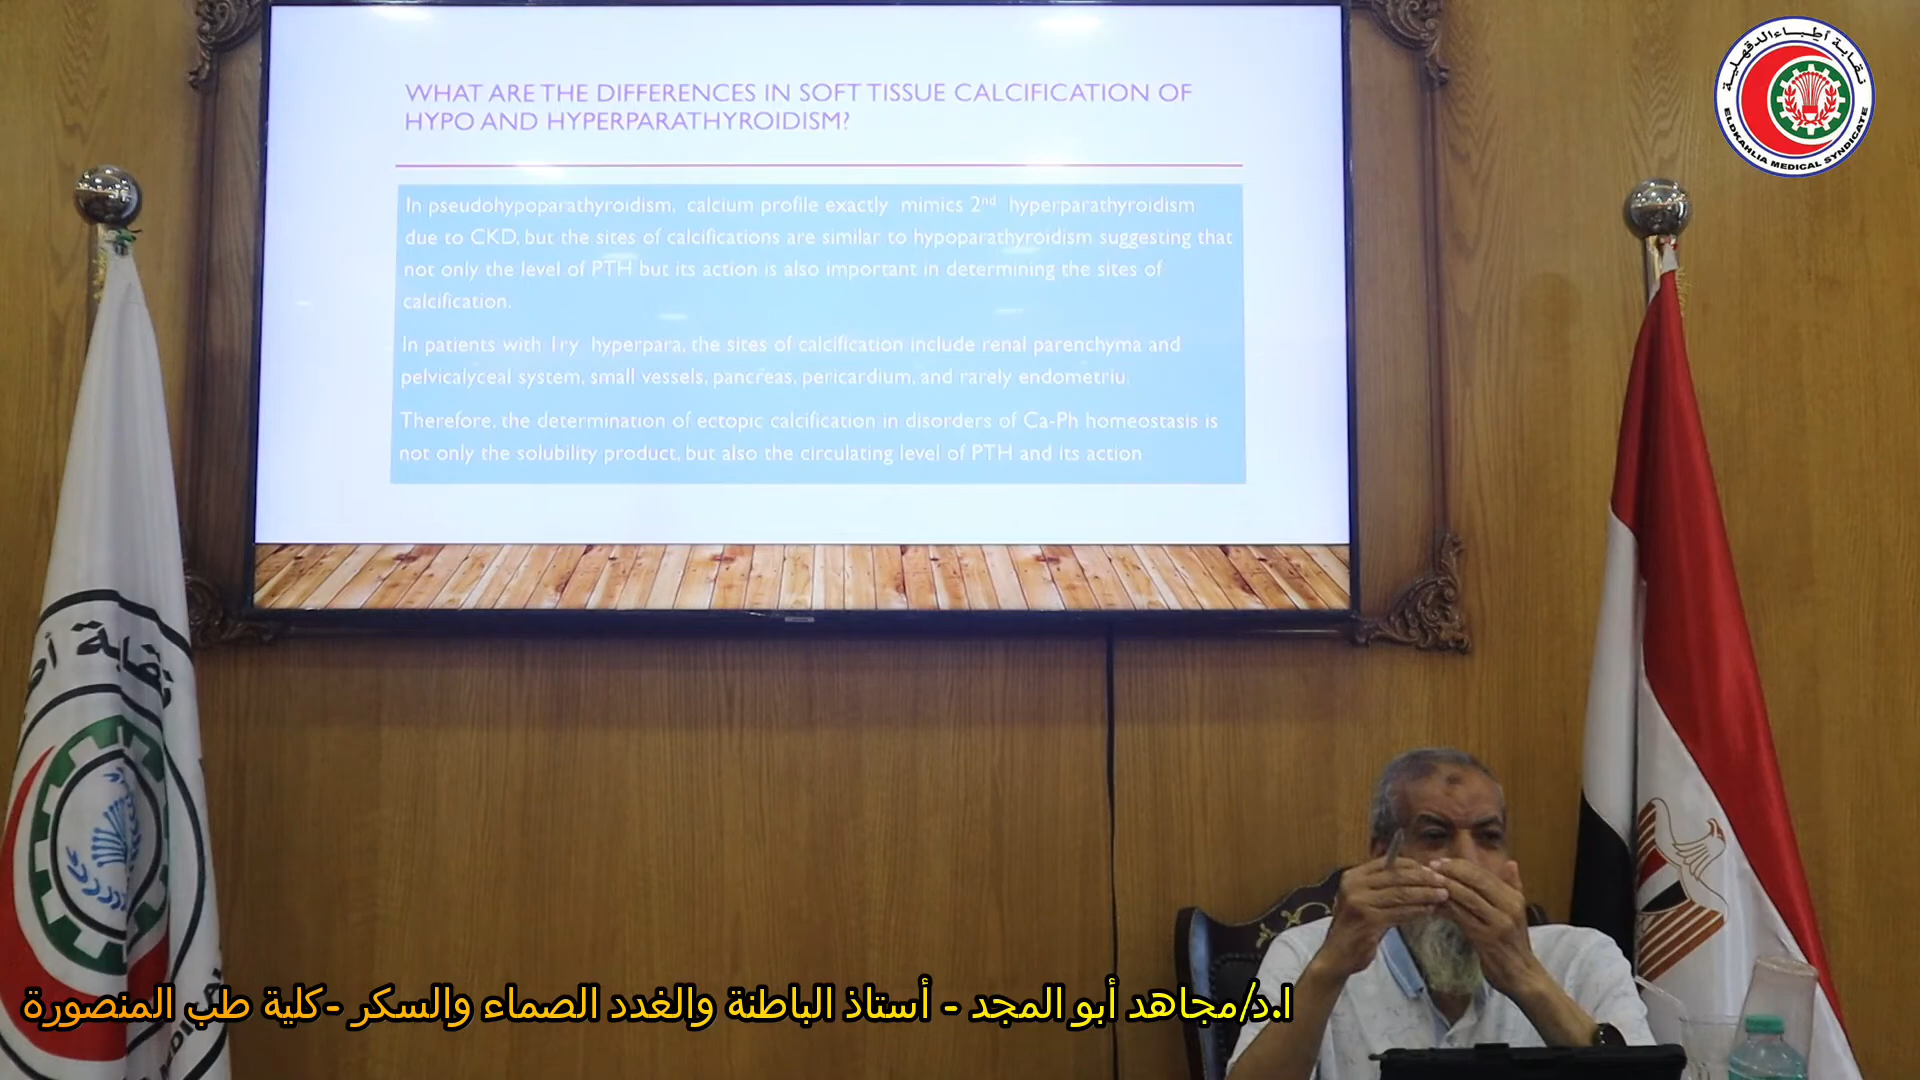 WHAT ARE THE DIFFERENCES IN SOFT TISSUE CALCIFICATION OF
HYPO AND HYPERPARATHYROIDISM?
In pseudohypoparathyroidism, calcium profile exactly mimics 2nd hyperparathyroidism
due to CKD, but the sites of calcifications are similar to hypoparathyroidism suggesting that
not only the level of PTH but its action is also important in determining the sites of
calcification.
In patients with 1ry hyperpara, the sites of calcification include renal parenchyma and
pelvicalyceal system, small vessels, pancreas, pericardium, and rarely endometriu.
Therefore, the determination of ectopic calcification in disorders of Ca-Ph homeostasis is
not only the solubility product, but also the circulating level of PTH and its action
نقابة أطباء الدقهلية
ELDKAHLIA MEDICAL SYNDICATE
نقابة أط
ا.د/مجاهد أبو المجد - أستاذ الباطنة والغدد الصماء والسكر -كلية طب المنصورة